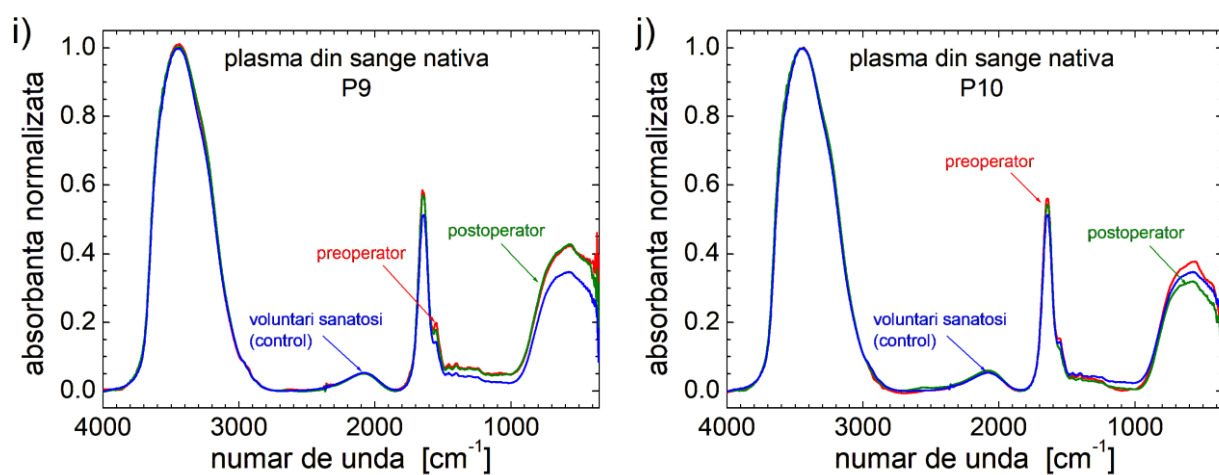 i)
plasma din sange nativa
P9
absorbanta normalizata
1.0
0.8
0.6
0.4
0.2
0.0
postoperator
preoperator
voluntari sanatosi
(control)
4000 3000 2000 1000
numar de unda [cm⁻¹]
j)
plasma din sange nativa
P10
absorbanta normalizata
1.0
0.8
0.6
0.4
0.2
0.0
preoperator
postoperator
voluntari sanatosi
(control)
4000 3000 2000 1000
numar de unda [cm⁻¹]